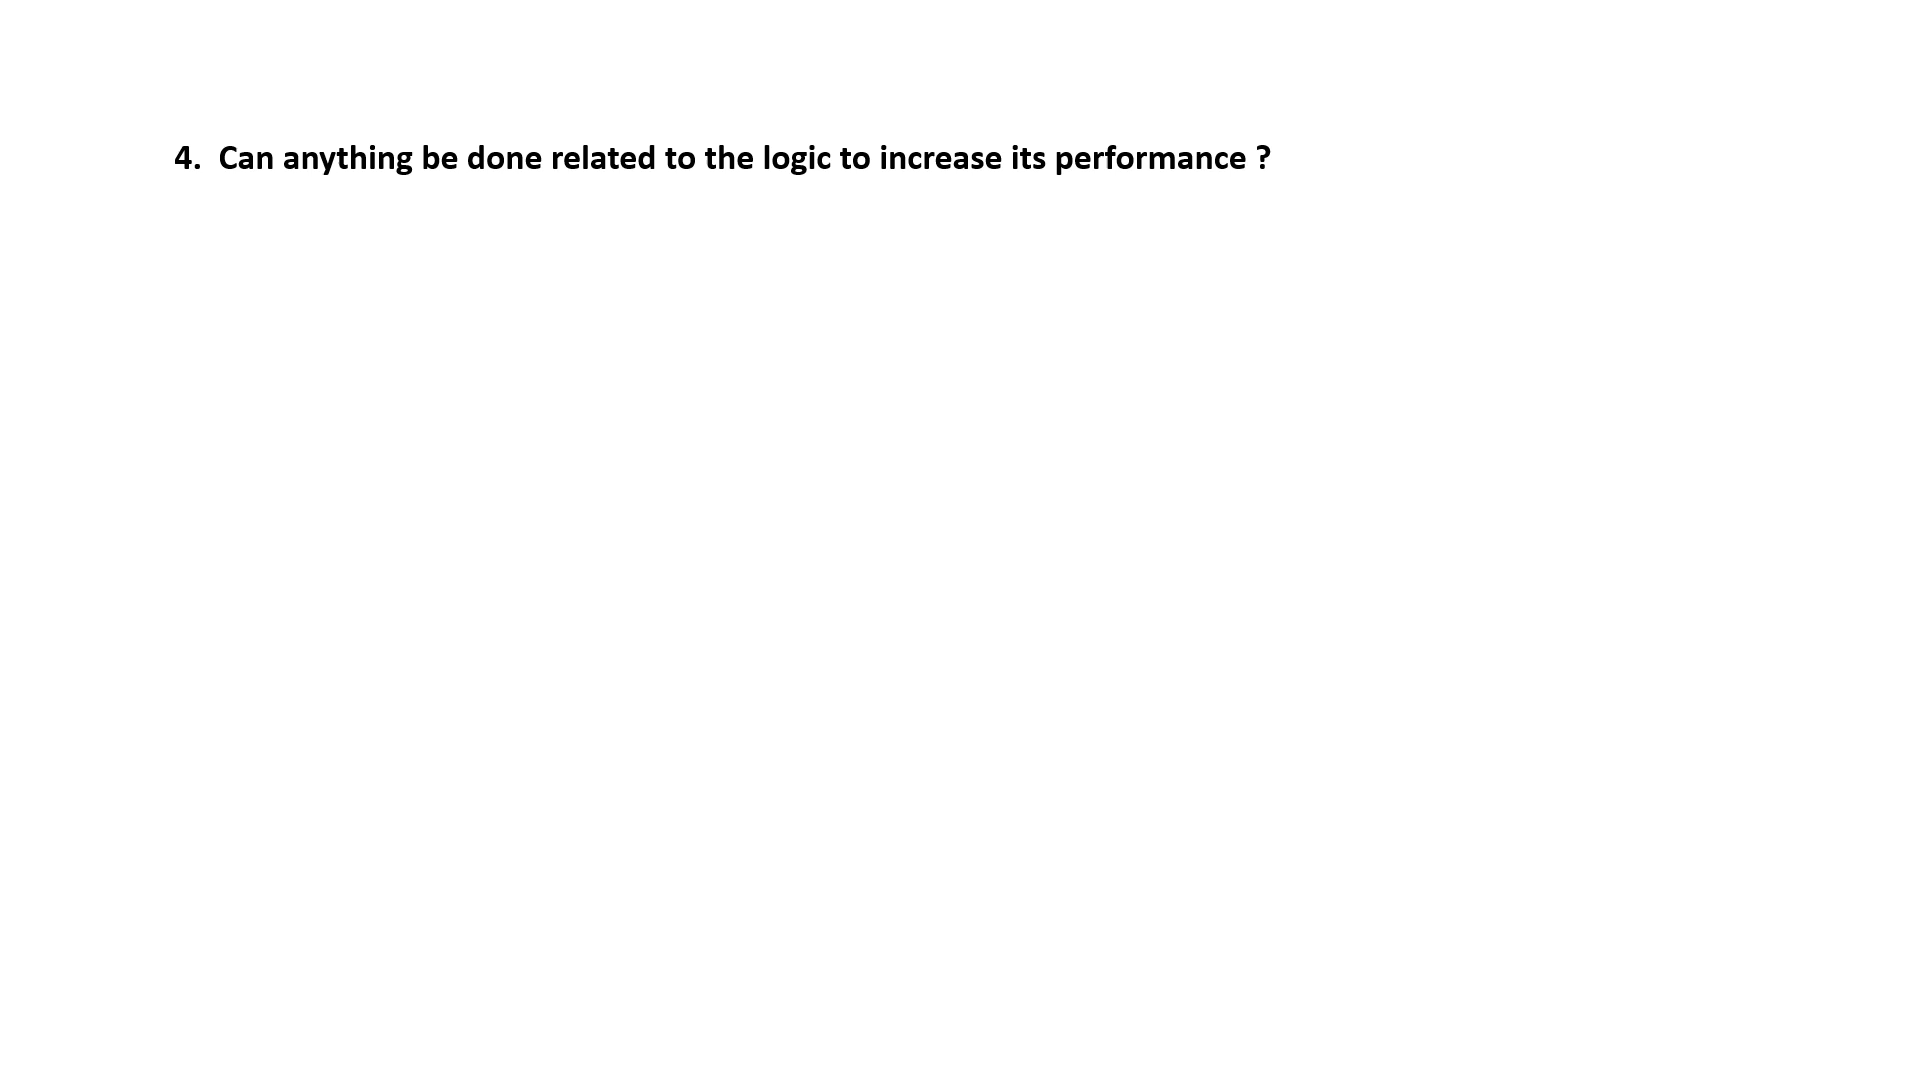 4. Can anything be done related to the logic to increase its performance ?